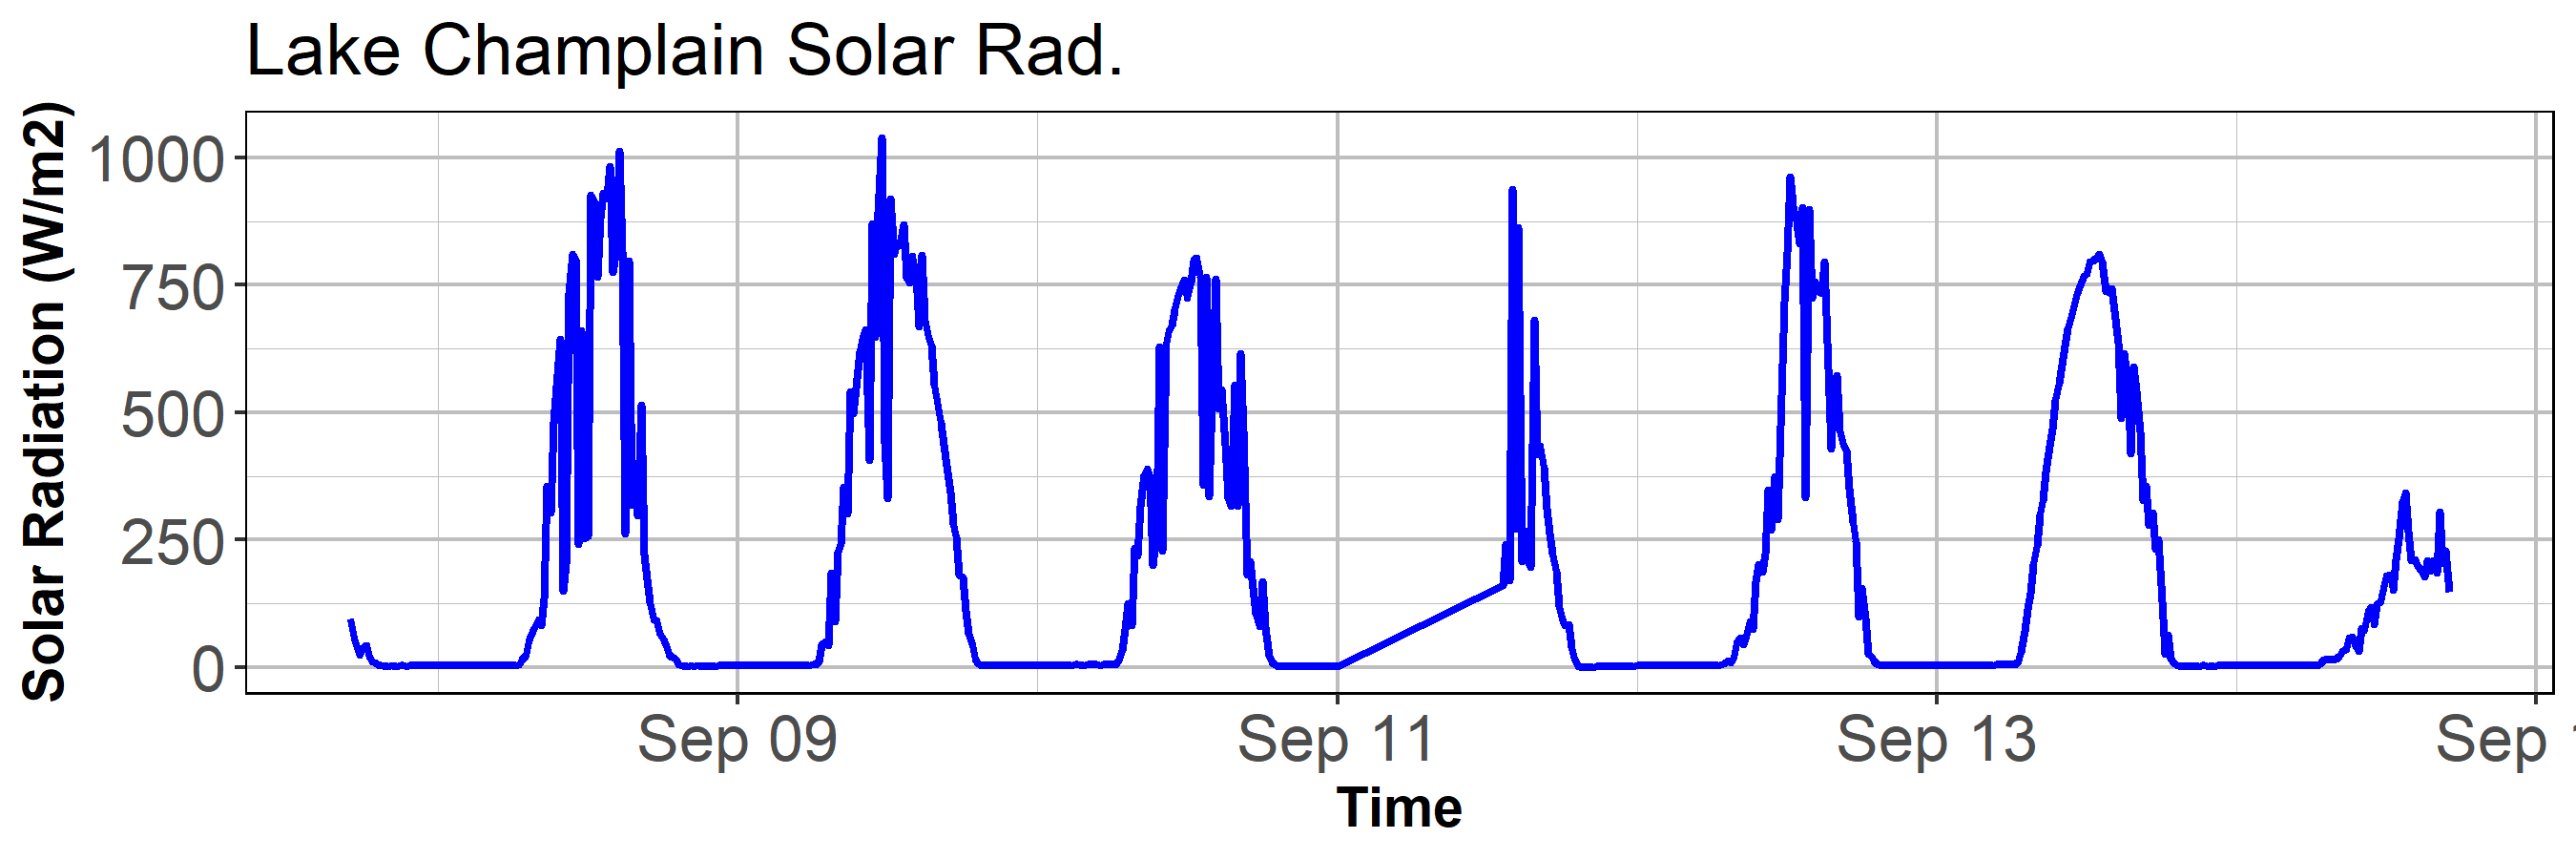 Lake Champlain Solar Rad.
Solar Radiation (W/m2)
1000
750
500
250
0
Sep 09
Sep 11
Sep 13
Sep
Time